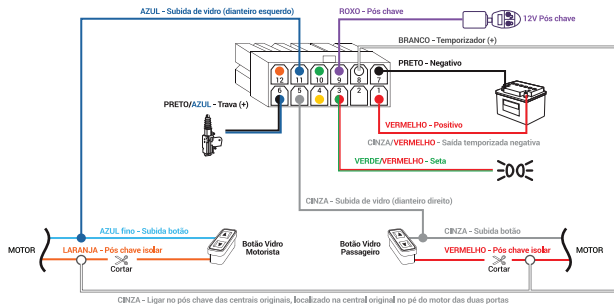 AZUL - Subida de vidro (dianteiro esquerdo)
ROXO - Pós chave
12V Pós chave
BRANCO - Temporizador (+)
PRETO - Negativo
12 11 10 9 8 7
6 5 4 3 2 1
PRETO/AZUL - Trava (+)
VERMELHO - Positivo
CINZA/VERMELHO - Saída temporizada negativa
VERDE/VERMELHO - Seta
CINZA - Subida de vidro (dianteiro direito)
AZUL fino - Subida botão
CINZA - Subida botão
MOTOR
LARANJA - Pós chave isolar
Cortar
Botão Vidro
Motorista
Botão Vidro
Passageiro
VERMELHO - Pós chave isolar
Cortar
MOTOR
CINZA - Ligar no pós chave das centrais originais, localizado na central original no pé do motor das duas portas